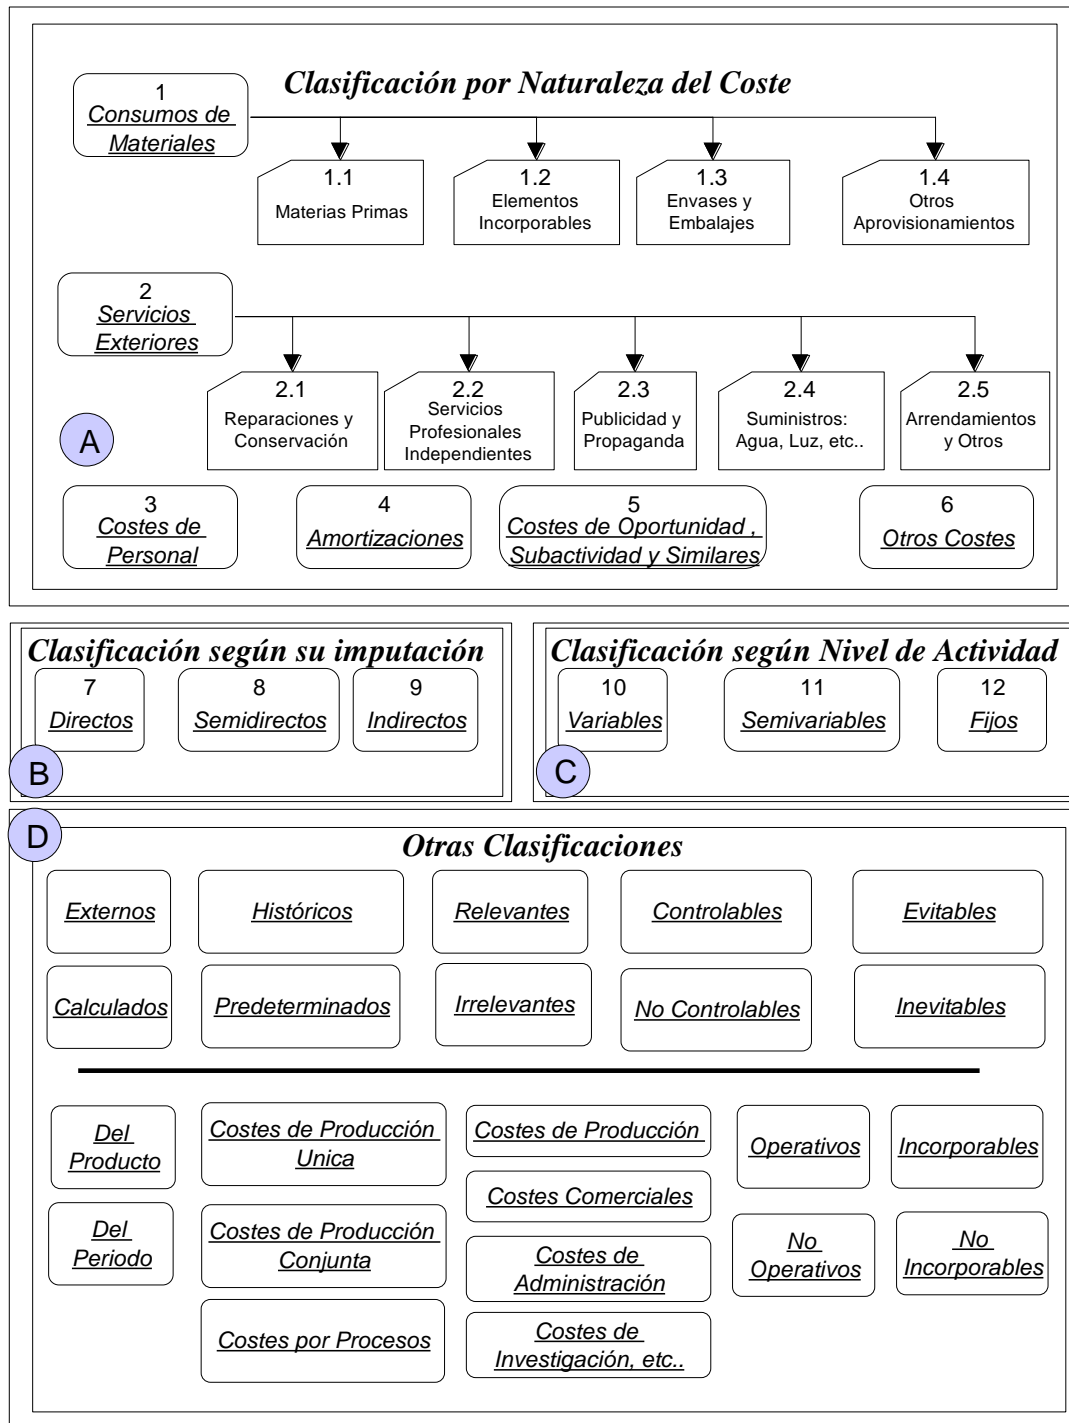 Clasificación por Naturaleza del Coste
1
Consumos de
Materiales
1.1
Materias Primas
1.2
Elementos
Incorporables
1.3
Envases y
Embalajes
1.4
Otros
Aprovisionamientos
2
Servicios
Exteriores
2.1
Reparaciones y
Conservación
2.2
Servicios
Profesionales
Independientes
2.3
Publicidad y
Propaganda
2.4
Suministros:
Agua, Luz, etc..
2.5
Arrendamientos
y Otros
A
3
Costes de
Personal
4
Amortizaciones
5
Costes de Oportunidad ,
Subactividad y Similares
6
Otros Costes
Clasificación según su imputación
7
Directos
8
Semidirectos
9
Indirectos
B
Clasificación según Nivel de Actividad
10
Variables
11
Semivariables
12
Fijos
C
D
Otras Clasificaciones
Externos
Históricos
Relevantes
Controlables
Evitables
Calculados
Predeterminados
Irrelevantes
No Controlables
Inevitables
Del
Producto
Costes de Producción
Unica
Costes de Producción
Operativos
Incorporables
Costes Comerciales
Del
Periodo
Costes de Producción
Conjunta
Costes de
Administración
No
Operativos
No
Incorporables
Costes por Procesos
Costes de
Investigación, etc..